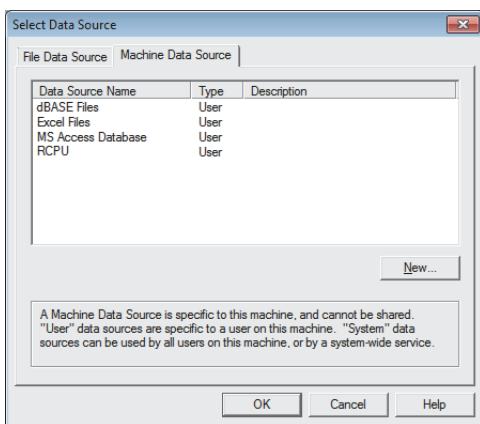 Select Data Source
File Data Source Machine Data Source
Data Source Name Type Description
dBASE Files User
Excel Files User
MS Access Database User
RCPU User
New...
A Machine Data Source is specific to this machine, and cannot be shared.
"User" data sources are specific to a user on this machine. "System" data
sources can be used by all users on this machine, or by a system-wide service.
OK Cancel Help